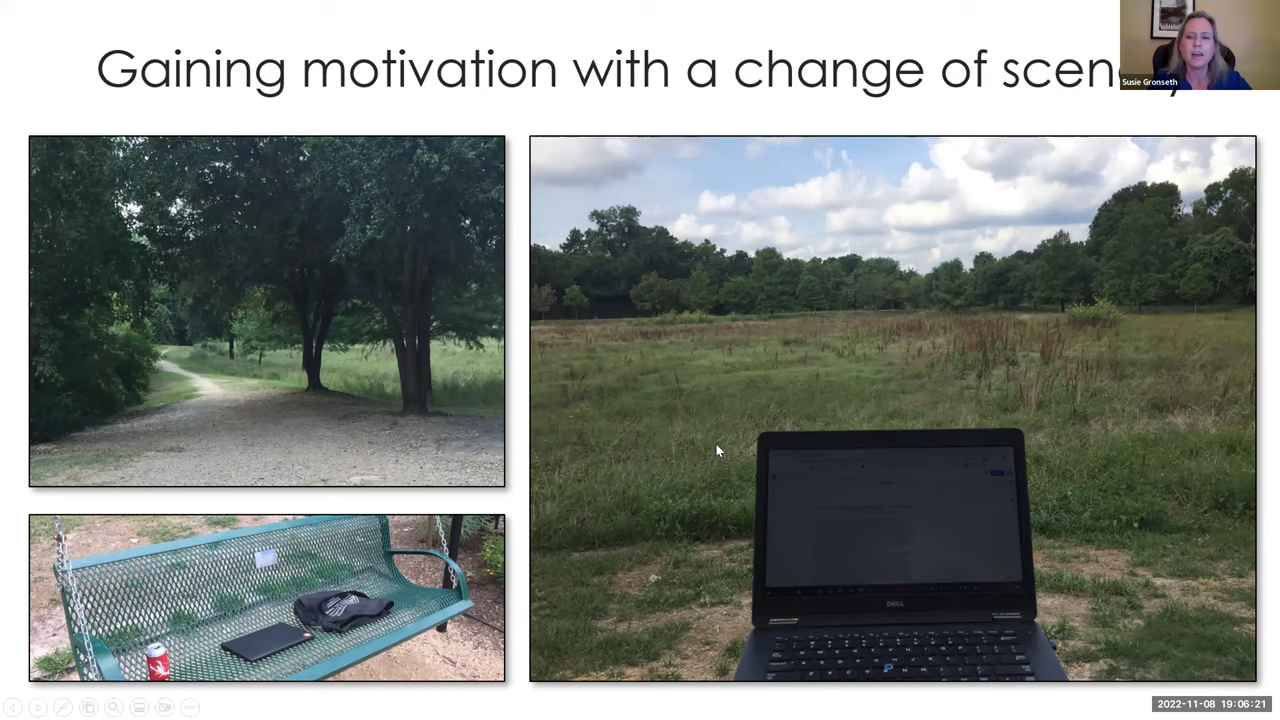 Gaining motivation with a change of scen
Susie Gronseth
DELL
2022-11-08 19:06:21